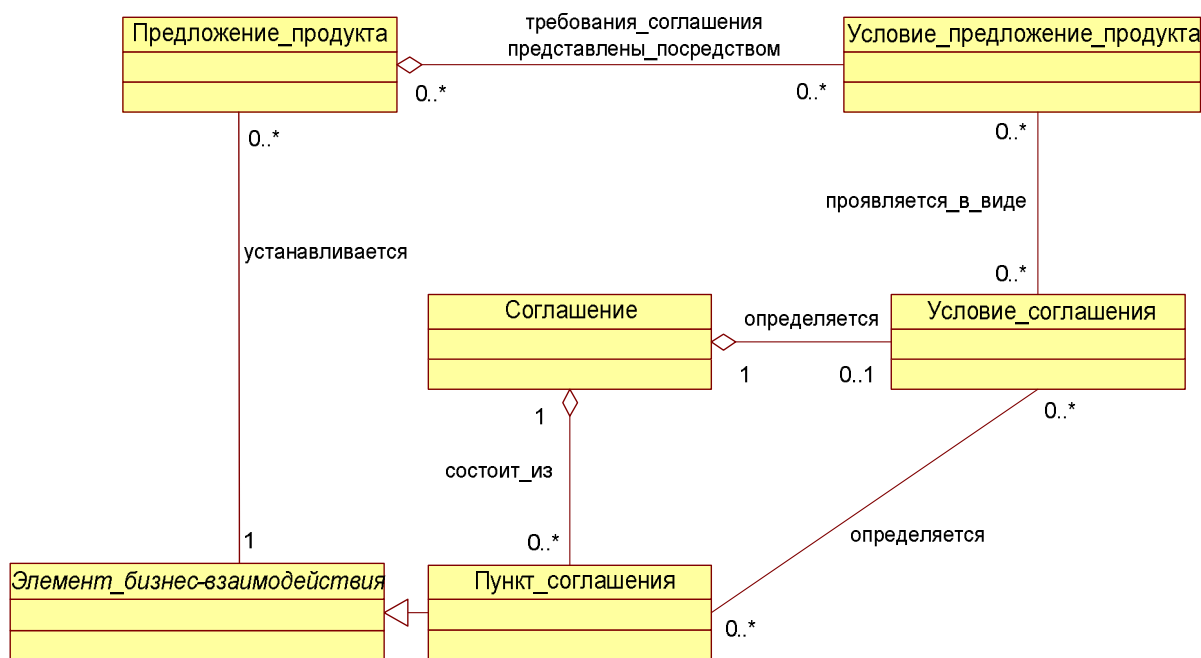 Предложение_продукта
требования_соглашения
представлены_посредством
Условие_предложение_продукта
0..*
0..*
0..*
0..*
проявляется_в_виде
устанавливается
0..*
Соглашение
определяется
Условие_соглашения
1
0..1
1
0..*
состоит_из
определяется
1
0..*
Элемент_бизнес-взаимодействия
Пункт_соглашения
0..*